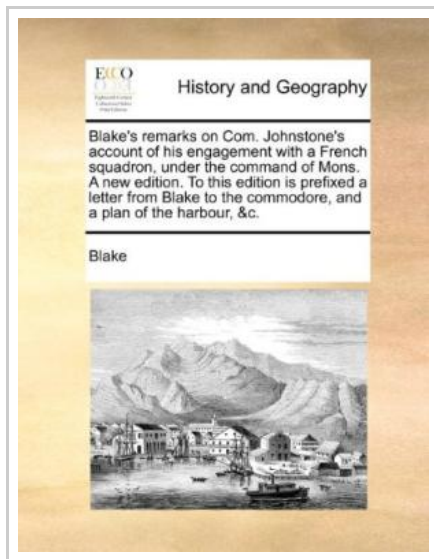 ECCO
History and Geography
Blake's remarks on Com. Johnstone's
account of his engagement with a French
squadron, under the command of Mons.
A new edition. To this edition is prefixed a
letter from Blake to the commodore, and
a plan of the harbour, &c.
Blake